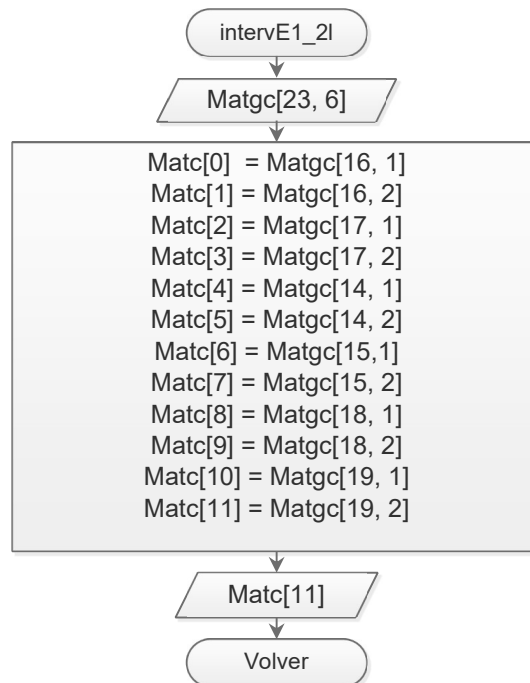 intervE1_2l
Matgc[23, 6]
Matc[0]  = Matgc[16, 1]
Matc[1] = Matgc[16, 2]
Matc[2] = Matgc[17, 1]
Matc[3] = Matgc[17, 2]
Matc[4] = Matgc[14, 1]
Matc[5] = Matgc[14, 2]
Matc[6] = Matgc[15,1]
Matc[7] = Matgc[15, 2]
Matc[8] = Matgc[18, 1]
Matc[9] = Matgc[18, 2]
Matc[10] = Matgc[19, 1]
Matc[11] = Matgc[19, 2]
Matc[11]
Volver